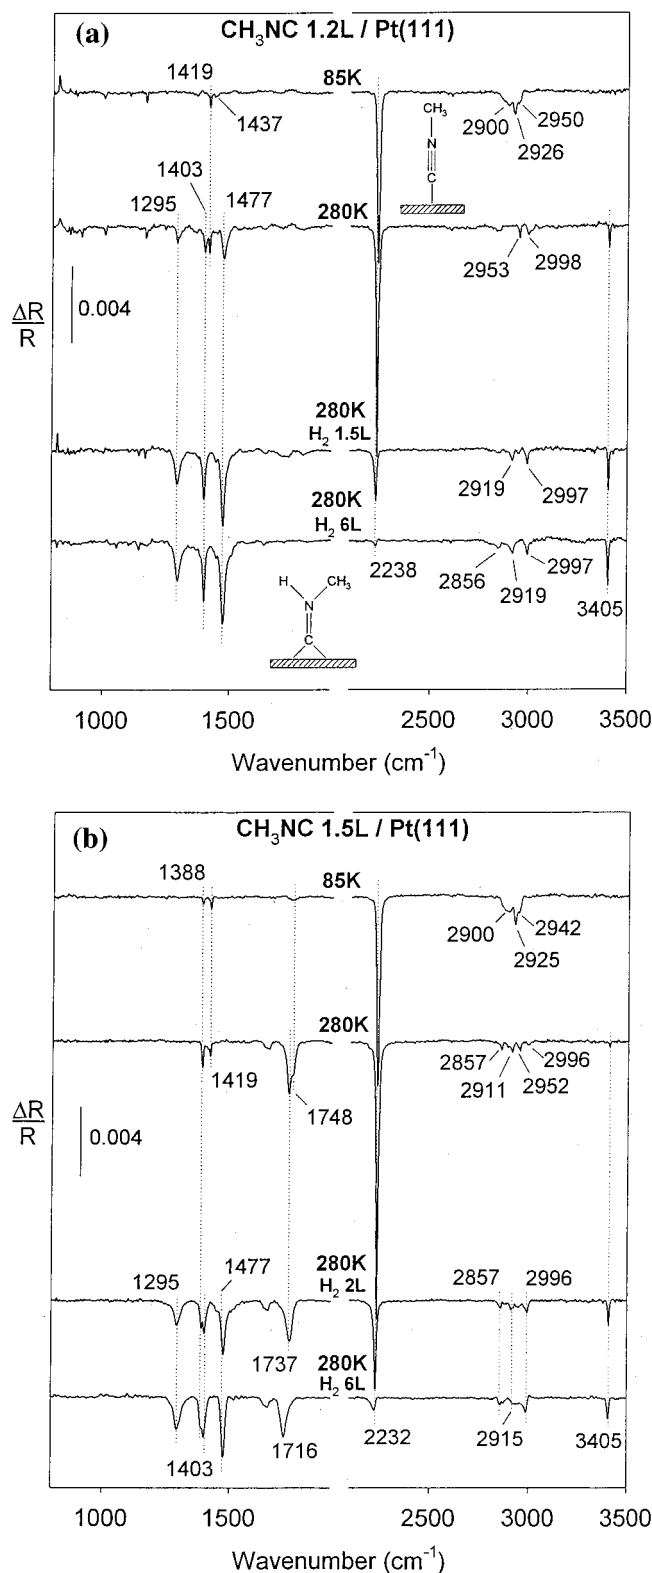 (a)
CH₃NC 1.2L / Pt(111)
85K
1419
1437
2900
2950
2926
CH₃
N
C
1403
1295
1477
280K
2953
2998
0.004
ΔR
R
280K
H₂ 1.5L
2919
2997
280K
H₂ 6L
2238
2856
2997
2919
3405
H
CH₃
N
C
1000
1500
2500
3000
3500
Wavenumber (cm⁻¹)
(b)
CH₃NC 1.5L / Pt(111)
1388
85K
2900
2942
2925
280K
1419
1748
2857
2996
2911
2952
ΔR
R
0.004
1295
1477
280K
H₂ 2L
2857
2996
1737
280K
H₂ 6L
1403
1716
2232
2915
3405
1000
1500
2500
3000
3500
Wavenumber (cm⁻¹)